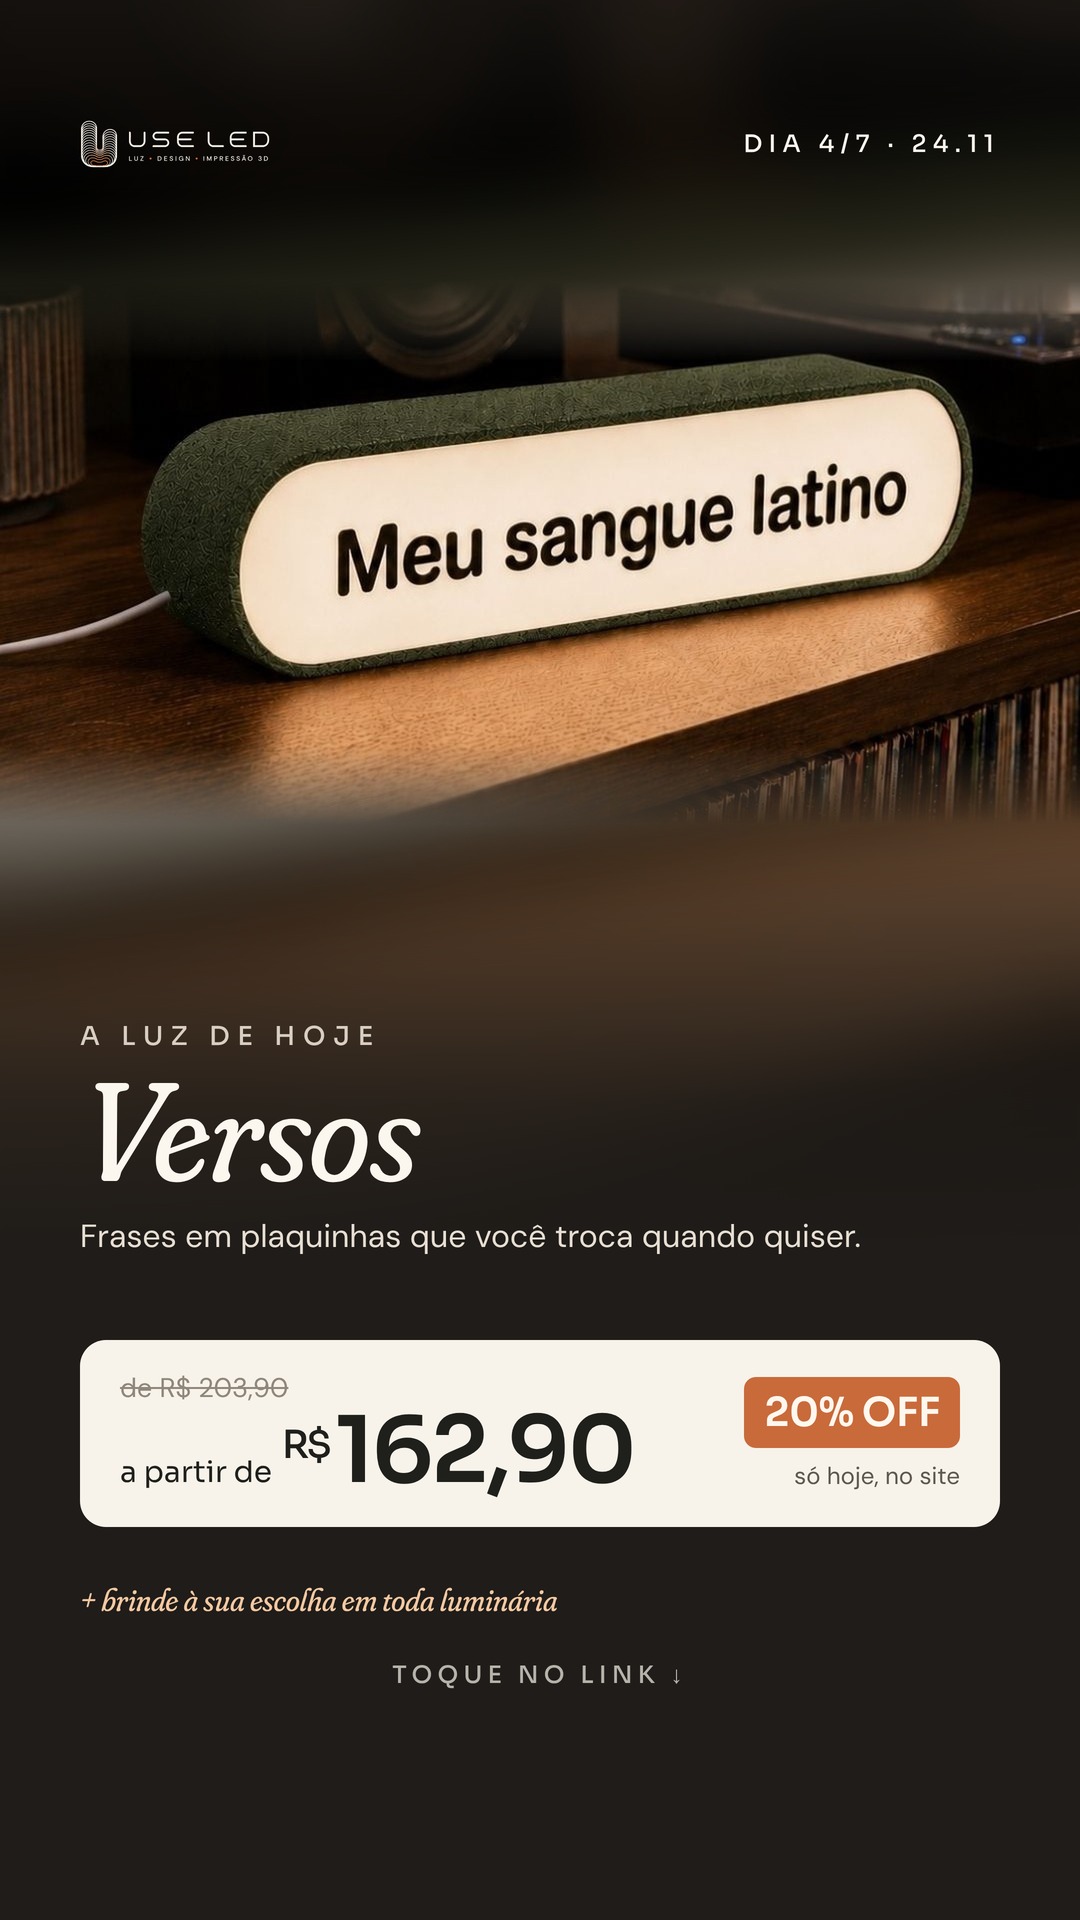 USE LED
LUZ • DESIGN • IMPRESSÃO 3D
DIA 4/7 · 24.11
Meu sangue latino
A LUZ DE HOJE
Versos
Frases em plaquinhas que você troca quando quiser.
de R$ 203,90
a partir de R$ 162,90
20% OFF
só hoje, no site
+ brinde à sua escolha em toda luminária
TOQUE NO LINK ↓